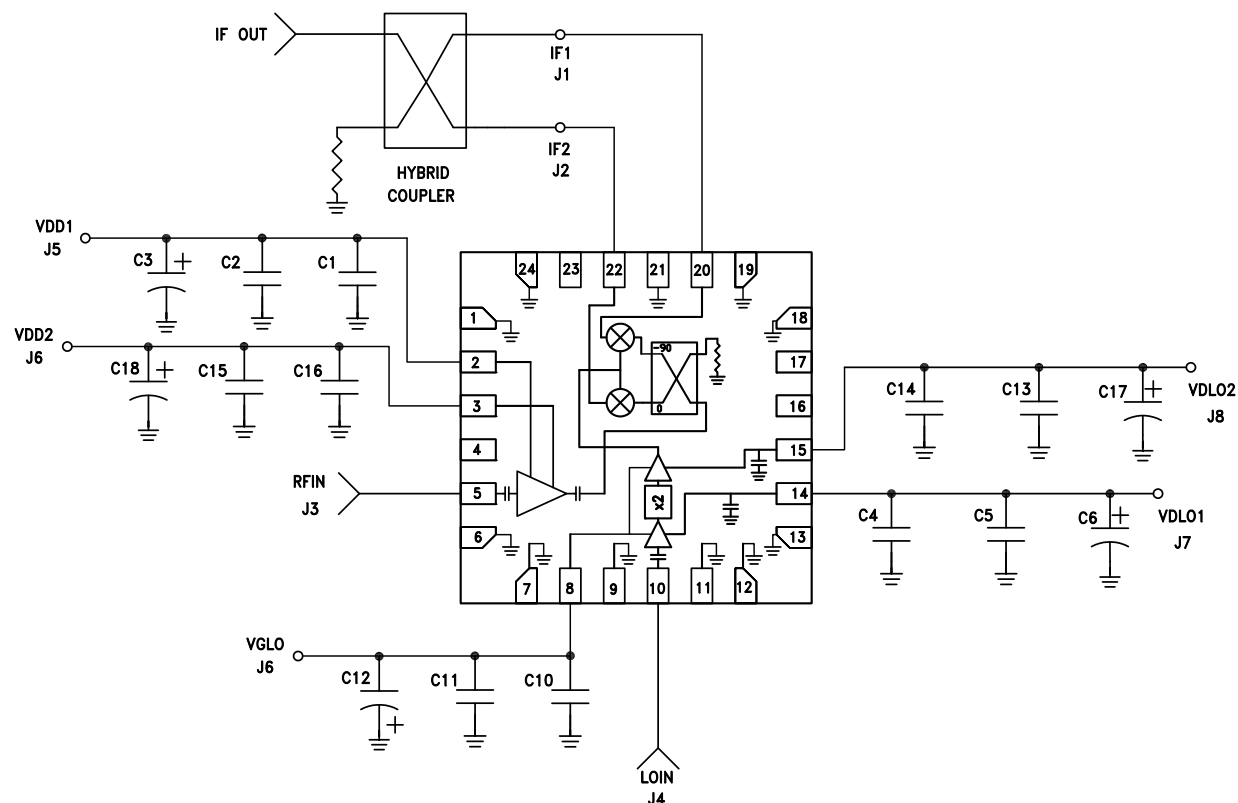 IF OUT
IF1
J1
IF2
J2
HYBRID
COUPLER
VDD1
J5
C3 +
C2
C1
VDD2
J6
C18 +
C15
C16
24 23 22 21 20 19
1
18
2
17
3
16
4
15
5
14
6
13
7 8 9 10 11 12
-90
0
x2
RFIN
J3
C14
C13
C17 +
VDLO2
J8
C4
C5
C6 +
VDLO1
J7
VGLO
J6
C12 +
C11
C10
LOIN
J4